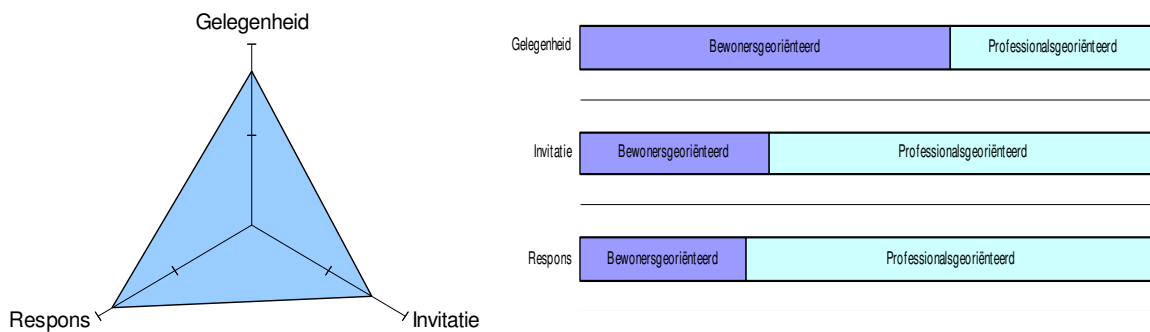 Gelegenheid
Respons
Invitatie
Gelegenheid Bewonersgeoriënteerd Professionalsgeoriënteerd
Invitatie Bewonersgeoriënteerd Professionalsgeoriënteerd
Respons Bewonersgeoriënteerd Professionalsgeoriënteerd